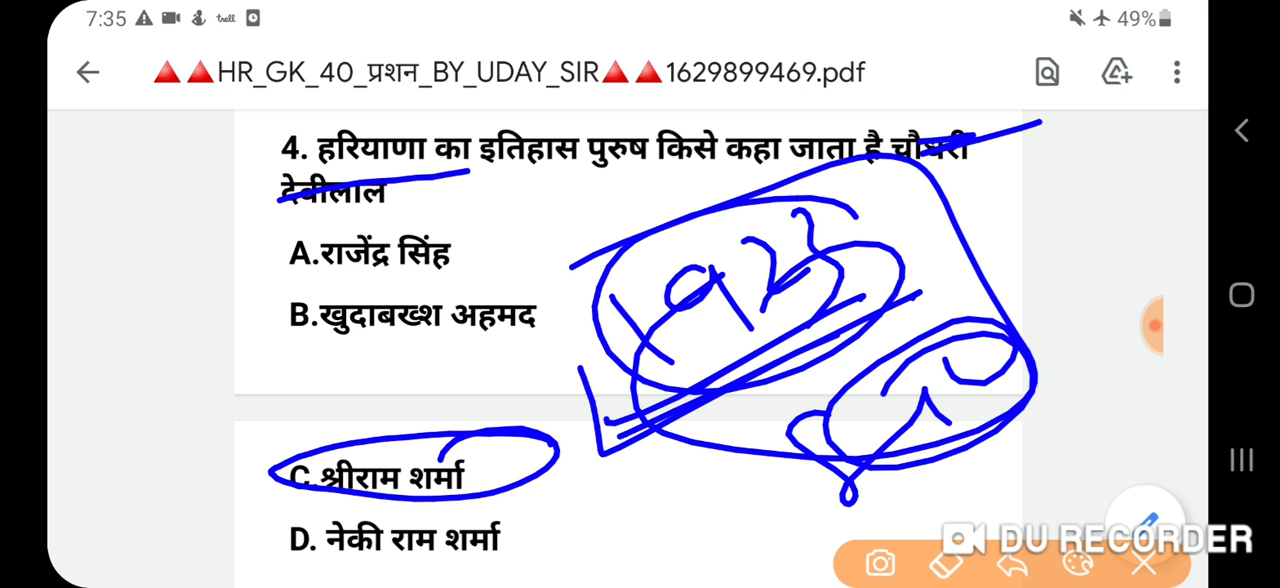 7:35 trell 49%
🔺🔺HR_GK_40_प्रशन_BY_UDAY_SIR🔺🔺1629899469.pdf
4. हरियाणा का इतिहास पुरुष किसे कहा जाता है चौधरी
देवीलाल
A.राजेंद्र सिंह
1923
B.खुदाबख्श अहमद
C.श्रीराम शर्मा
D. नेकी राम शर्मा
DU RECORDER